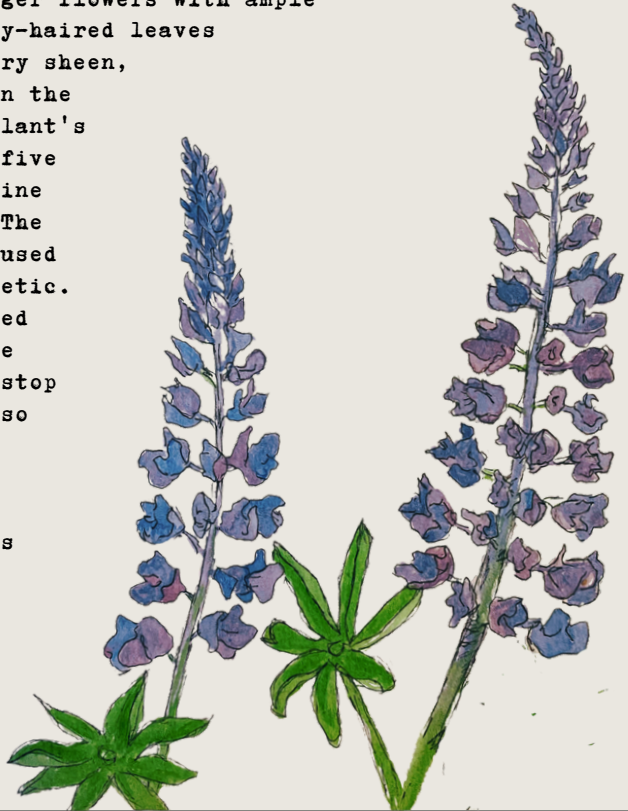 ger flowers with ample
y-haired leaves
ry sheen,
n the
lant's
five
ine
The
used
etic.
ed
e
stop
so
s